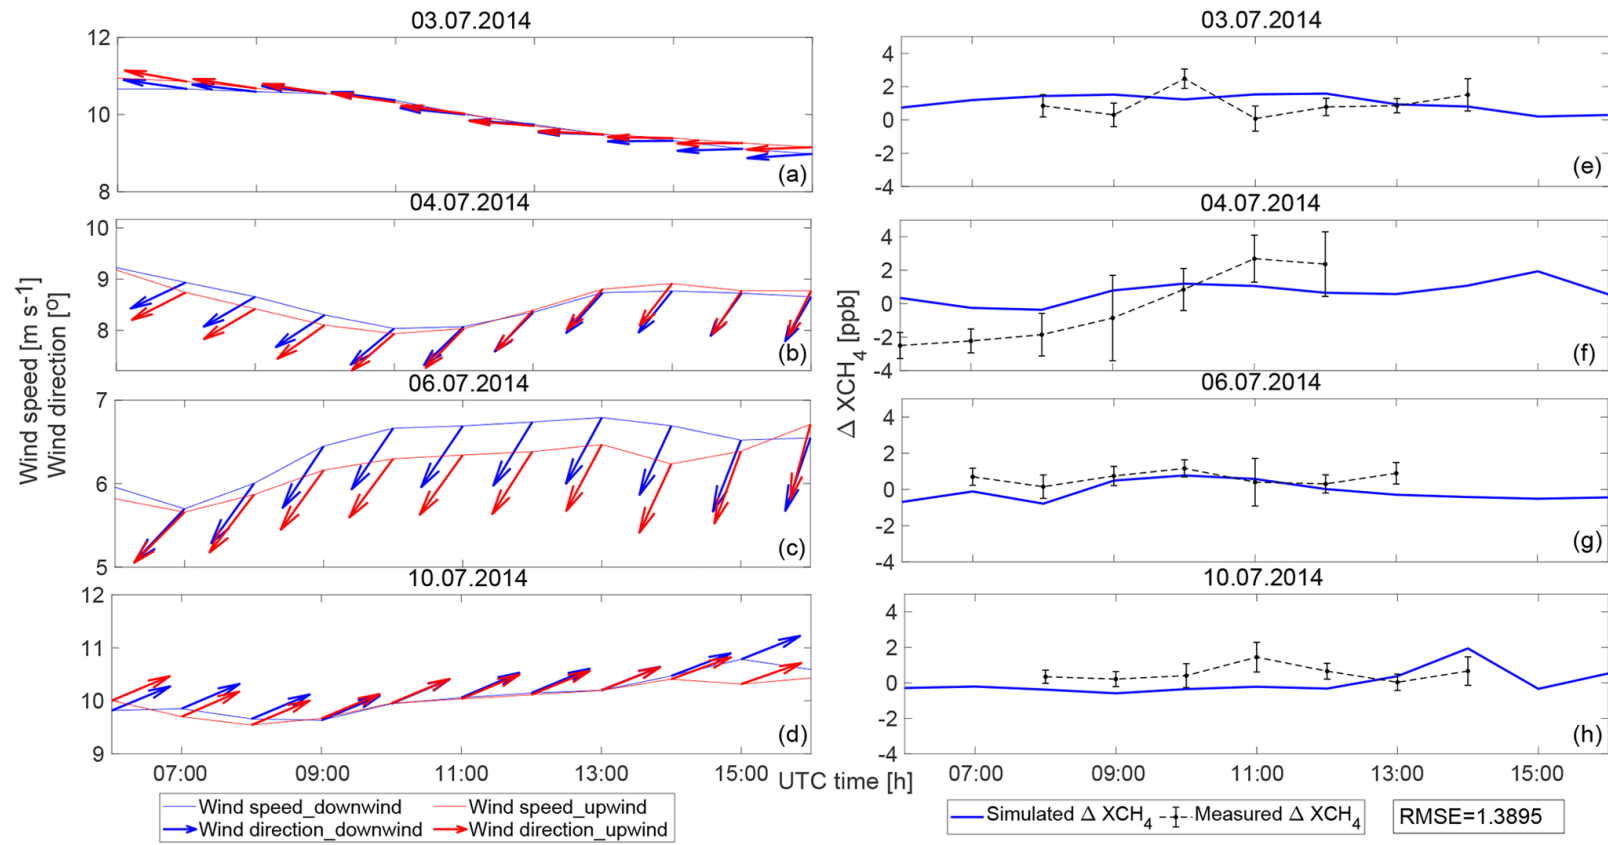 03.07.2014
12
10
8
(a)
04.07.2014
10
9
8
(b)
06.07.2014
7
6
5
(c)
10.07.2014
12
11
10
9
(d)
07:00 09:00 11:00 13:00 15:00
Wind speed [m s⁻¹]
Wind direction [º]
Wind speed_downwind Wind speed_upwind
Wind direction_downwind Wind direction_upwind
03.07.2014
4
2
0
-2
-4
(e)
04.07.2014
4
2
0
-2
-4
(f)
06.07.2014
4
2
0
-2
-4
(g)
10.07.2014
4
2
0
-2
-4
(h)
07:00 09:00 11:00 13:00 15:00
UTC time [h]
Δ XCH₄ [ppb]
Simulated Δ XCH₄ Measured Δ XCH₄
RMSE=1.3895